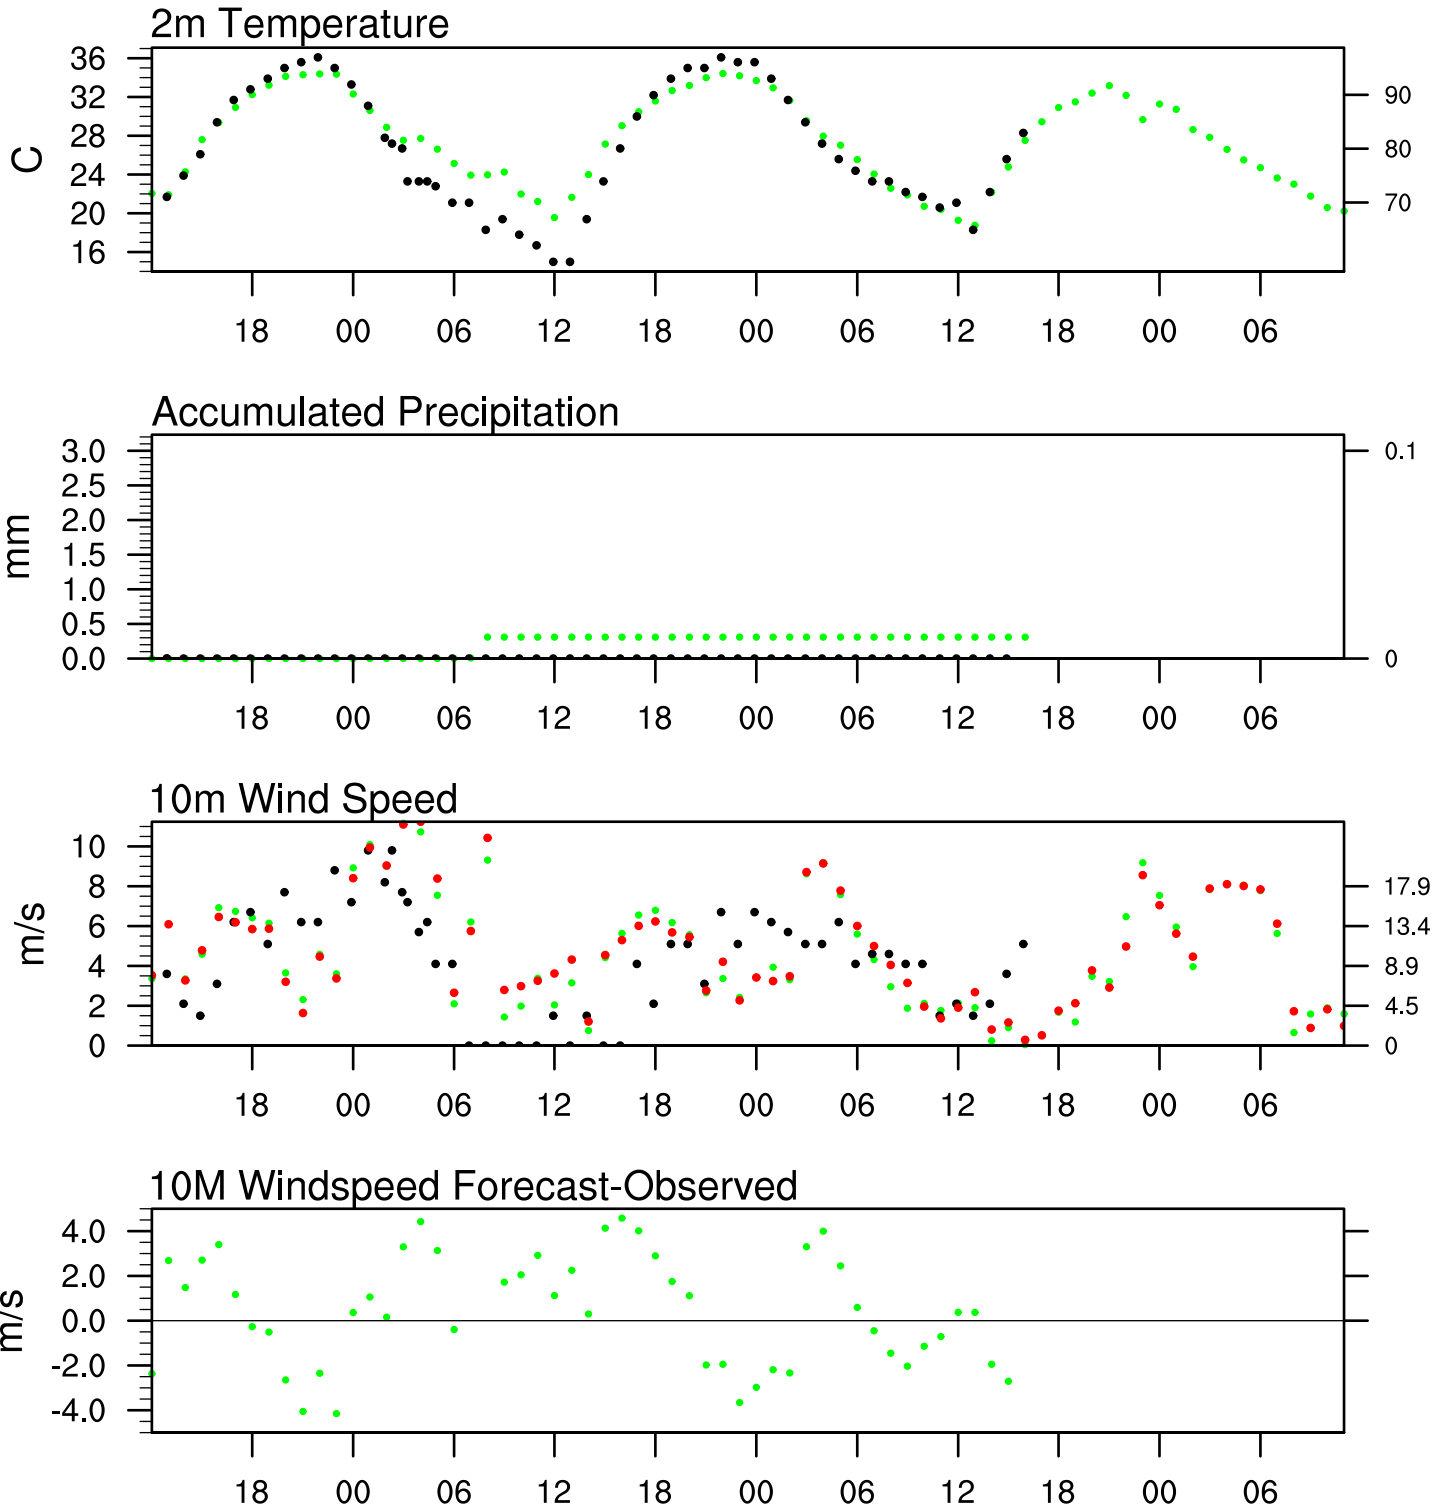 2m Temperature
36
32
28
24
20
16
C
90
80
70
18 00 06 12 18 00 06 12 18 00 06
Accumulated Precipitation
3.0
2.5
2.0
1.5
1.0
0.5
0.0
mm
0.1
0
18 00 06 12 18 00 06 12 18 00 06
10m Wind Speed
10
8
6
4
2
0
m/s
17.9
13.4
8.9
4.5
0
18 00 06 12 18 00 06 12 18 00 06
10M Windspeed Forecast-Observed
4.0
2.0
0.0
-2.0
-4.0
m/s
18 00 06 12 18 00 06 12 18 00 06